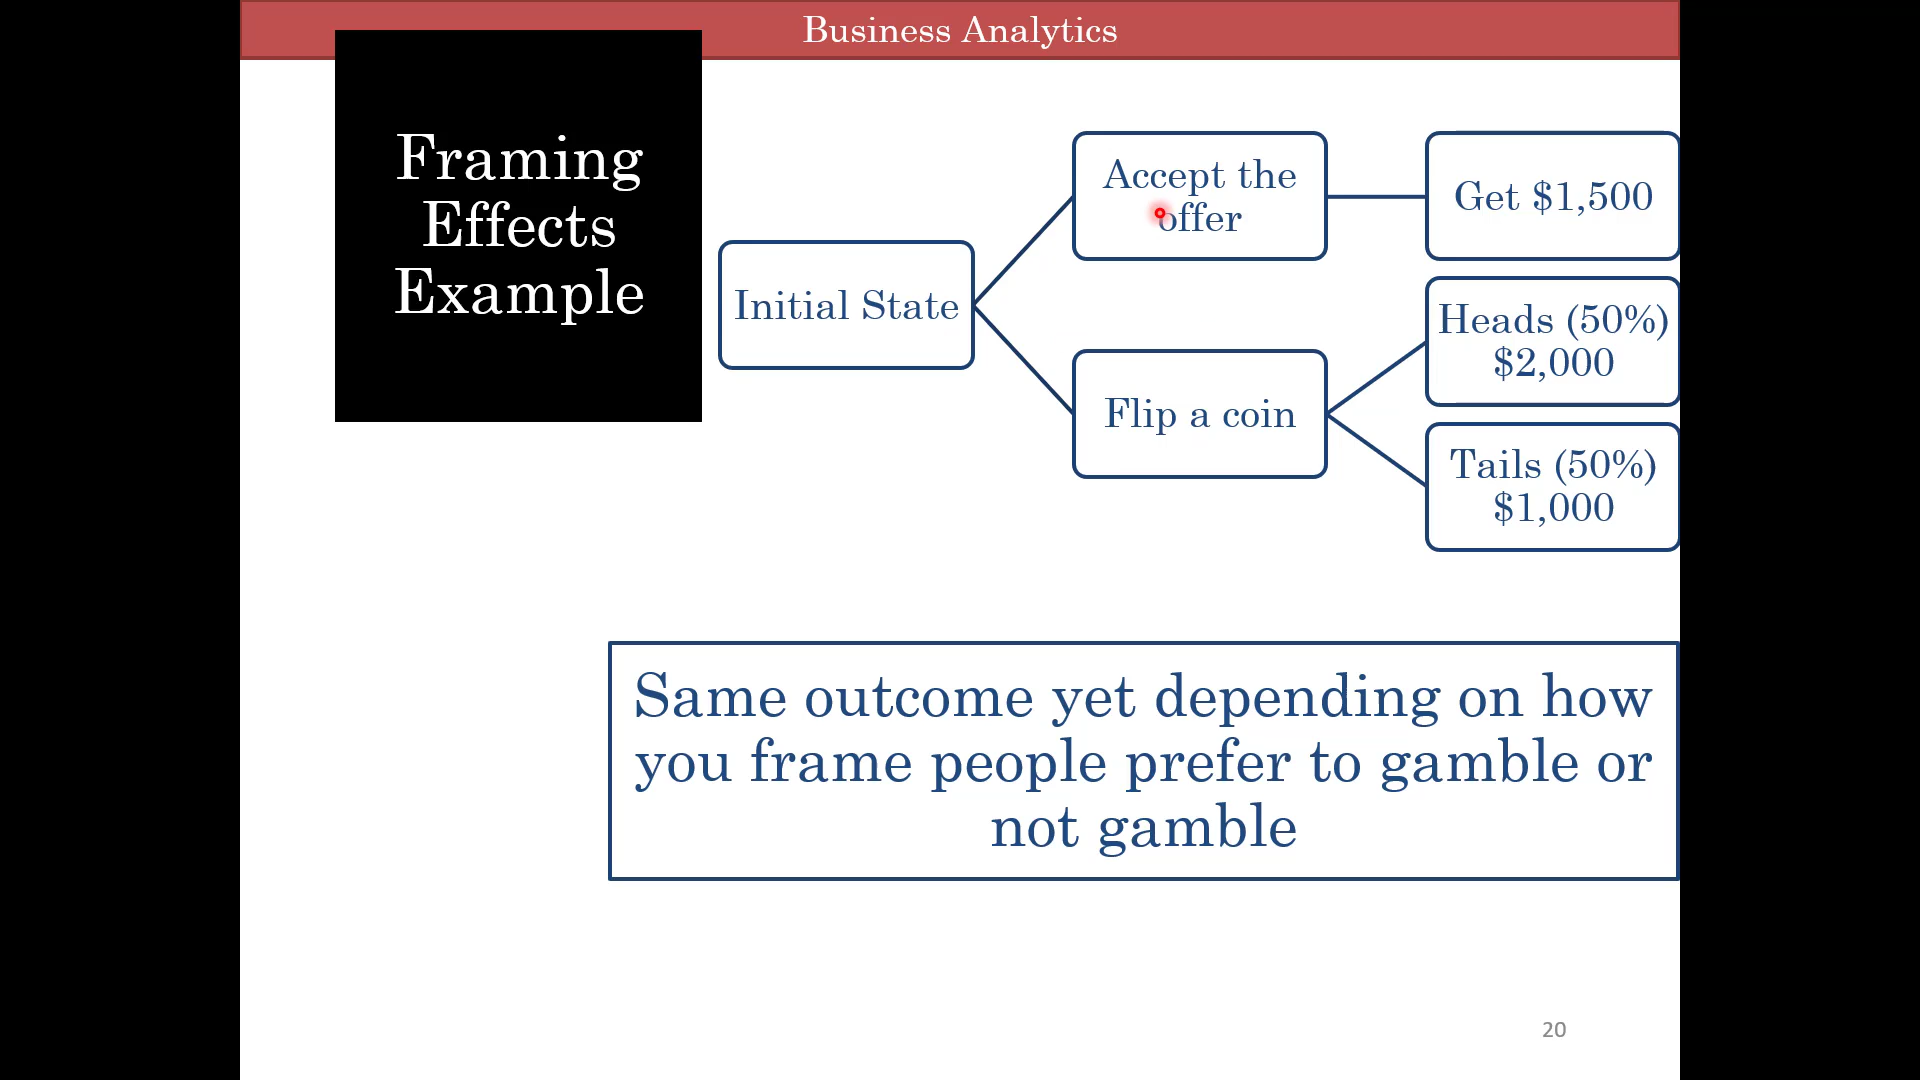 Business Analytics
Framing
Effects
Example
Initial State
Accept the
offer
Get $1,500
Flip a coin
Heads (50%)
$2,000
Tails (50%)
$1,000
Same outcome yet depending on how
you frame people prefer to gamble or
not gamble
20